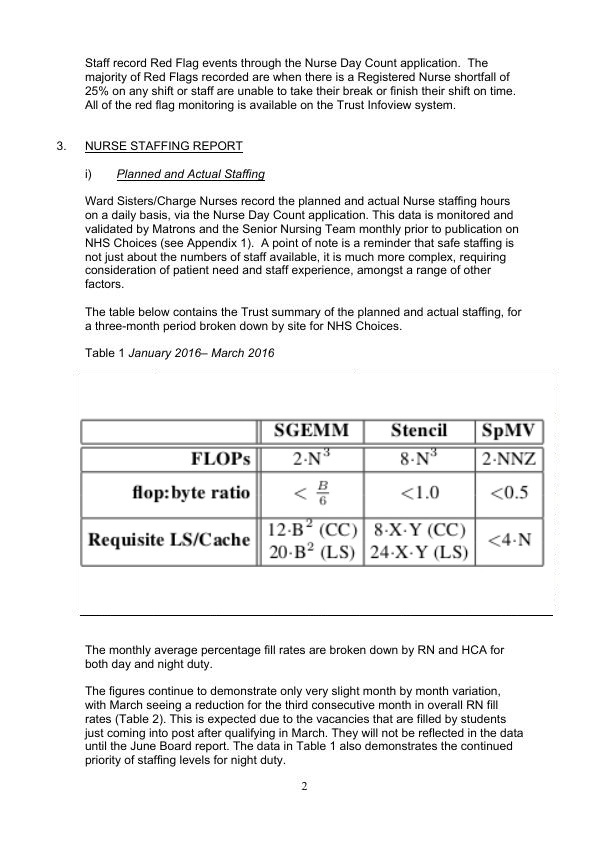 Staff record Red Flag events through the Nurse Day Count application.  The
majority of Red Flags recorded are when there is a Registered Nurse shortfall of
25% on any shift or staff are unable to take their break or finish their shift on time.
All of the red flag monitoring is available on the Trust Infoview system.
3. NURSE STAFFING REPORT
i) Planned and Actual Staffing
Ward Sisters/Charge Nurses record the planned and actual Nurse staffing hours
on a daily basis, via the Nurse Day Count application. This data is monitored and
validated by Matrons and the Senior Nursing Team monthly prior to publication on
NHS Choices (see Appendix 1).  A point of note is a reminder that safe staffing is
not just about the numbers of staff available, it is much more complex, requiring
consideration of patient need and staff experience, amongst a range of other
factors.
The table below contains the Trust summary of the planned and actual staffing, for
a three-month period broken down by site for NHS Choices.
Table 1 January 2016– March 2016
SGEMM Stencil SpMV
FLOPs 2·N³ 8·N³ 2·NNZ
flop:byte ratio < B/6 <1.0 <0.5
Requisite LS/Cache 12·B² (CC) 8·X·Y (CC) <4·N
20·B² (LS) 24·X·Y (LS)
The monthly average percentage fill rates are broken down by RN and HCA for
both day and night duty.
The figures continue to demonstrate only very slight month by month variation,
with March seeing a reduction for the third consecutive month in overall RN fill
rates (Table 2). This is expected due to the vacancies that are filled by students
just coming into post after qualifying in March. They will not be reflected in the data
until the June Board report. The data in Table 1 also demonstrates the continued
priority of staffing levels for night duty.
2